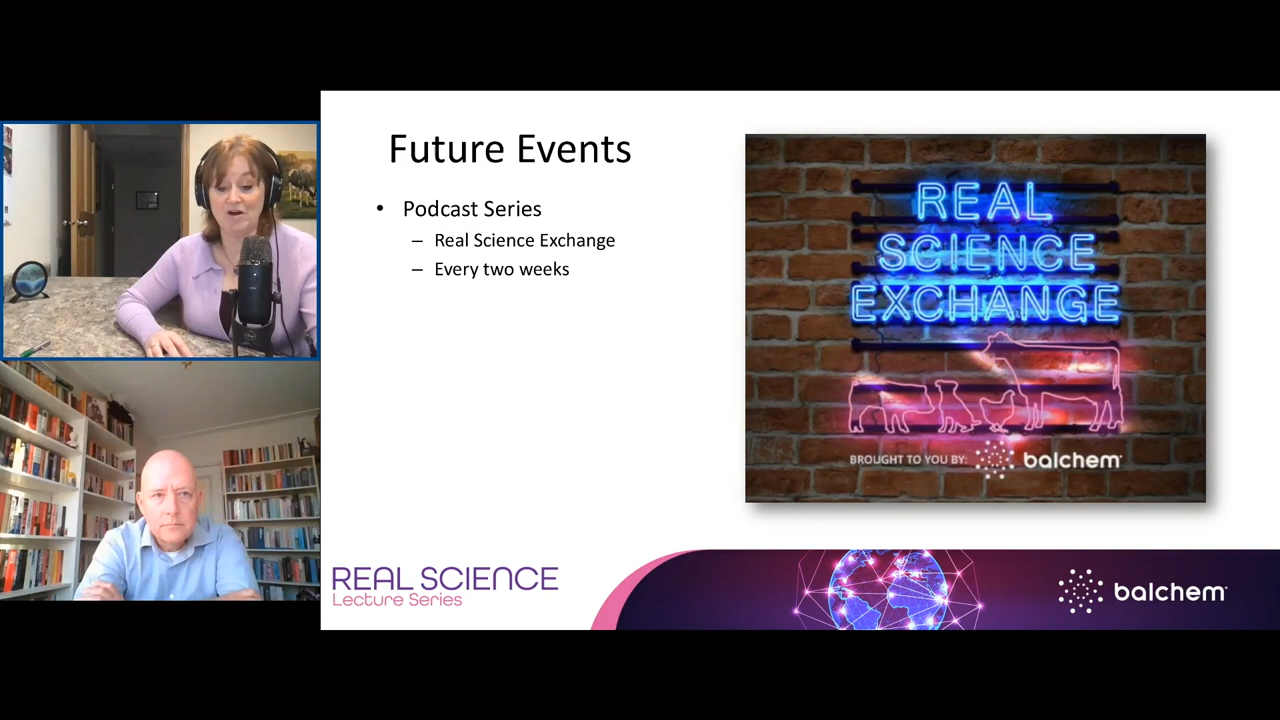 Future Events
• Podcast Series
– Real Science Exchange
– Every two weeks
REAL
SCIENCE
EXCHANGE
BROUGHT TO YOU BY: balchem
REAL SCIENCE
Lecture Series
balchem